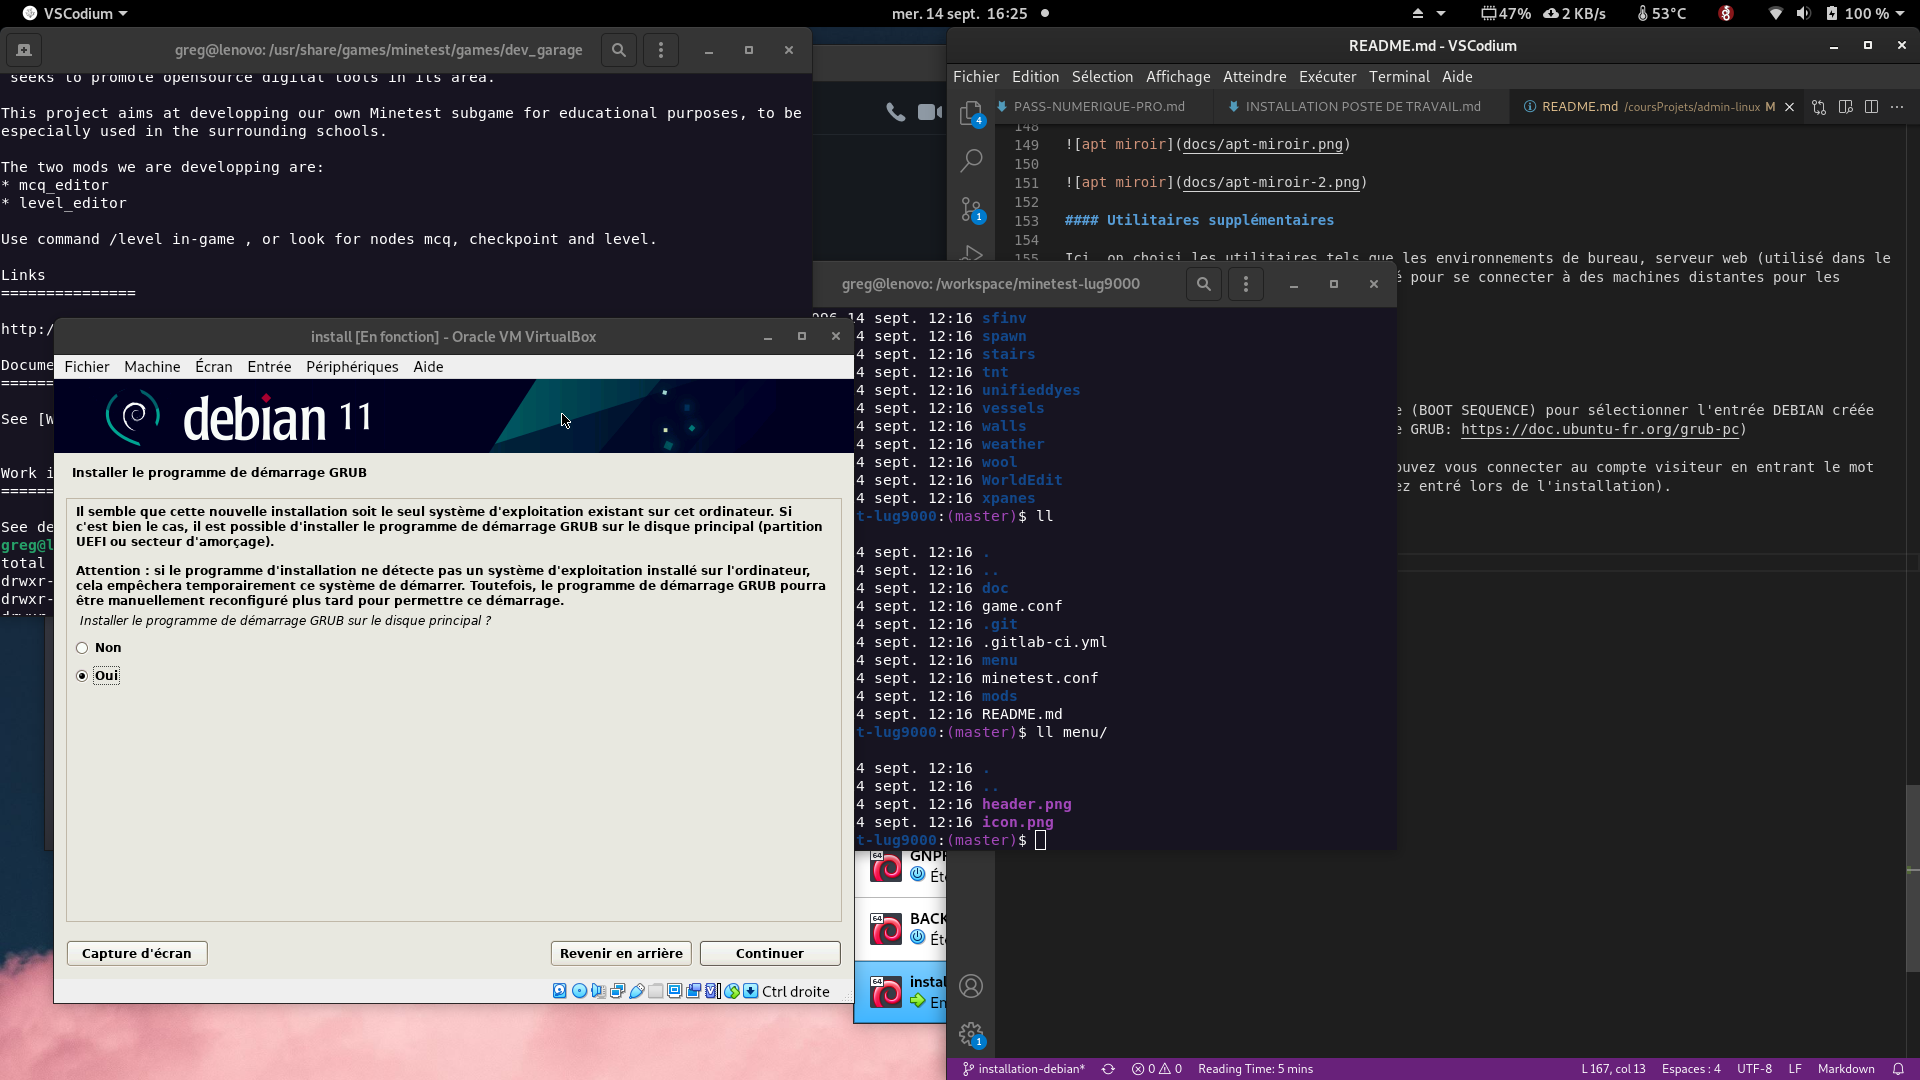 VSCodium
mer. 14 sept. 16:25
47%
2 KB/s
53°C
100 %
greg@lenovo: /usr/share/games/minetest/games/dev_garage
seeks to promote opensource digital tools in its area.
This project aims at developping our own Minetest subgame for educational purposes, to be
especially used in the surrounding schools.
The two mods we are developping are:
* mcq_editor
* level_editor
Use command /level in-game , or look for nodes mcq, checkpoint and level.
Links
===============
http:/
Docume
======
See [W
Work i
======
See de
greg@l
total
drwxr-
drwxr-
README.md - VSCodium
Fichier Edition Sélection Affichage Atteindre Exécuter Terminal Aide
PASS-NUMERIQUE-PRO.md
INSTALLATION POSTE DE TRAVAIL.md
README.md /coursProjets/admin-linux M
4
1
148
149 ![apt miroir](docs/apt-miroir.png)
150
151 ![apt miroir](docs/apt-miroir-2.png)
152
153 #### Utilitaires supplémentaires
154
155 Ici, on choisi les utilitaires tels que les environnements de bureau, serveur web (utilisé dans le
é pour se connecter à des machines distantes pour les
e (BOOT SEQUENCE) pour sélectionner l'entrée DEBIAN créée
e GRUB: https://doc.ubuntu-fr.org/grub-pc)
ouvez vous connecter au compte visiteur en entrant le mot
ez entré lors de l'installation).
greg@lenovo: /workspace/minetest-lug9000
14 sept. 12:16 sfinv
4 sept. 12:16 spawn
4 sept. 12:16 stairs
4 sept. 12:16 tnt
4 sept. 12:16 unifieddyes
4 sept. 12:16 vessels
4 sept. 12:16 walls
4 sept. 12:16 weather
4 sept. 12:16 wool
4 sept. 12:16 WorldEdit
4 sept. 12:16 xpanes
t-lug9000:(master)$ ll
4 sept. 12:16 .
4 sept. 12:16 ..
4 sept. 12:16 doc
4 sept. 12:16 game.conf
4 sept. 12:16 .git
4 sept. 12:16 .gitlab-ci.yml
4 sept. 12:16 menu
4 sept. 12:16 minetest.conf
4 sept. 12:16 mods
4 sept. 12:16 README.md
t-lug9000:(master)$ ll menu/
4 sept. 12:16 .
4 sept. 12:16 ..
4 sept. 12:16 header.png
4 sept. 12:16 icon.png
t-lug9000:(master)$
install [En fonction] - Oracle VM VirtualBox
Fichier Machine Écran Entrée Périphériques Aide
debian 11
Installer le programme de démarrage GRUB
Il semble que cette nouvelle installation soit le seul système d'exploitation existant sur cet ordinateur. Si
c'est bien le cas, il est possible d'installer le programme de démarrage GRUB sur le disque principal (partition
UEFI ou secteur d'amorçage).
Attention : si le programme d'installation ne détecte pas un système d'exploitation installé sur l'ordinateur,
cela empêchera temporairement ce système de démarrer. Toutefois, le programme de démarrage GRUB pourra
être manuellement reconfiguré plus tard pour permettre ce démarrage.
Installer le programme de démarrage GRUB sur le disque principal ?
Non
Oui
Capture d'écran
Revenir en arrière
Continuer
Ctrl droite
64
Ét
64
BACK
Ét
64
instal
En
1
installation-debian*
0 0
Reading Time: 5 mins
L 167, col 13
Espaces : 4
UTF-8
LF
Markdown